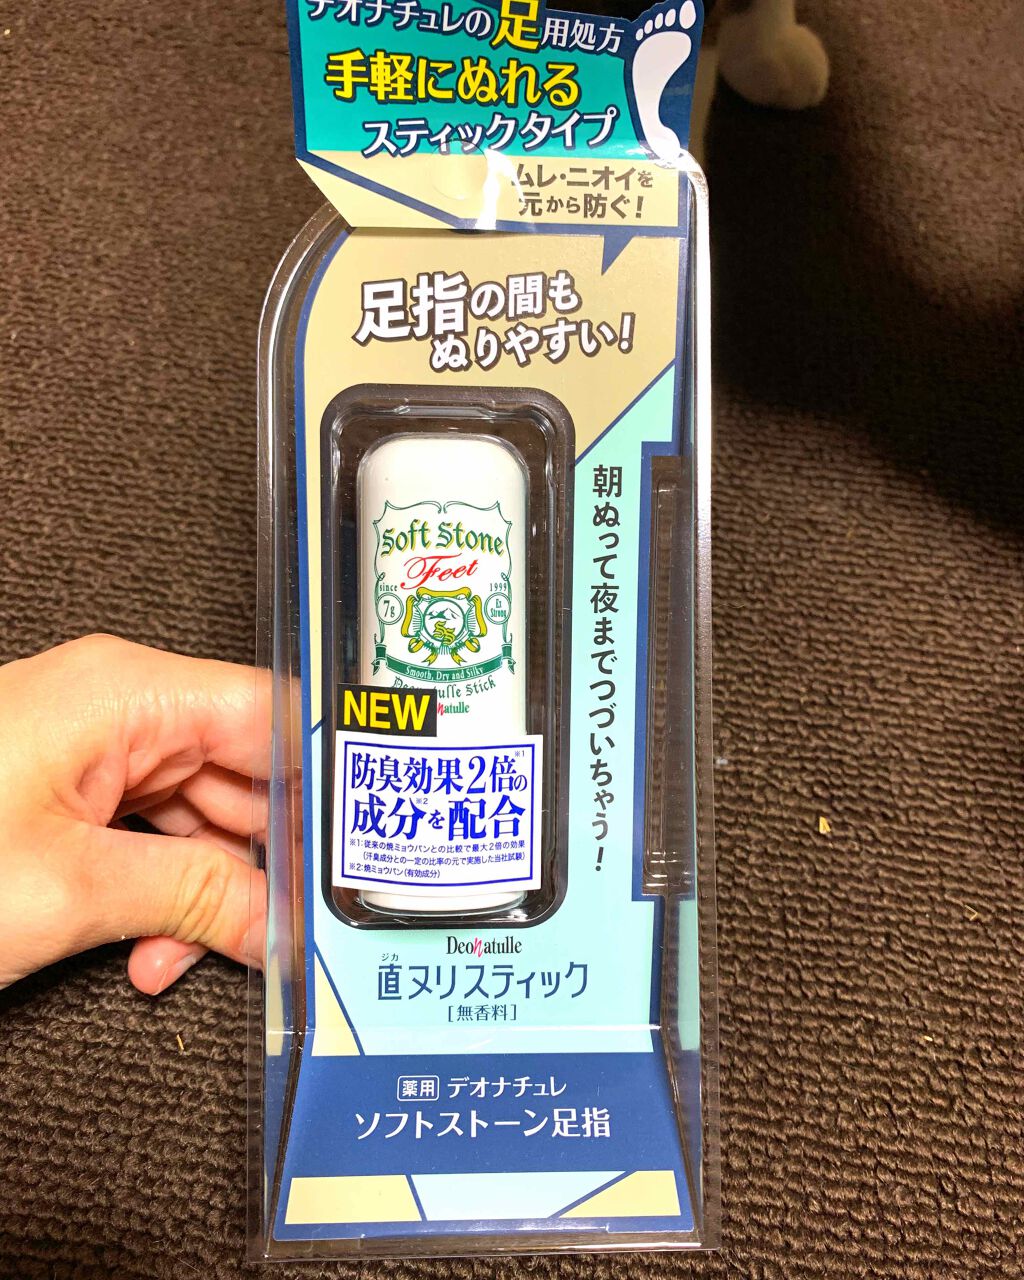 デオナチュレの足用処方
手軽にぬれる
スティックタイプ
ムレ・ニオイを
元から防ぐ!
足指の間も
ぬりやすい!
朝ぬって夜までつづいちゃう!
Soft Stone
Feet
since 1999
7g
Ex Strong
SS
Smooth, Dry and Silky
Stick
NEW
防臭効果2倍の※1
成分※2を配合
※1:従来の焼ミョウバンとの比較で最大2倍の効果
(汗臭成分との一定の比率の元で実施した当社試験)
※2:焼ミョウバン(有効成分)
Deonatulle
ジカ
直ヌリスティック
[無香料]
薬用 デオナチュレ
ソフトストーン足指